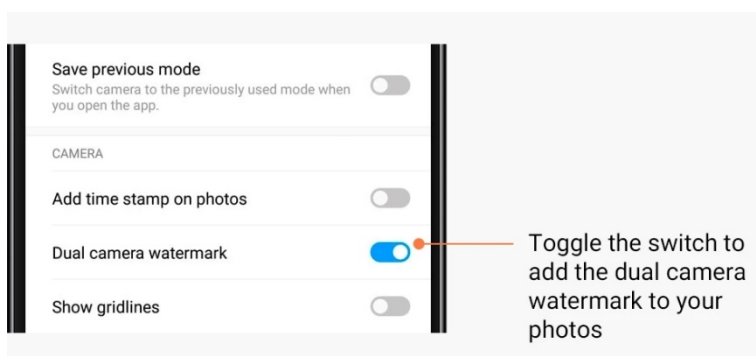 Save previous mode
Switch camera to the previously used mode when
you open the app.
CAMERA
Add time stamp on photos
Dual camera watermark
Show gridlines
Toggle the switch to
add the dual camera
watermark to your
photos